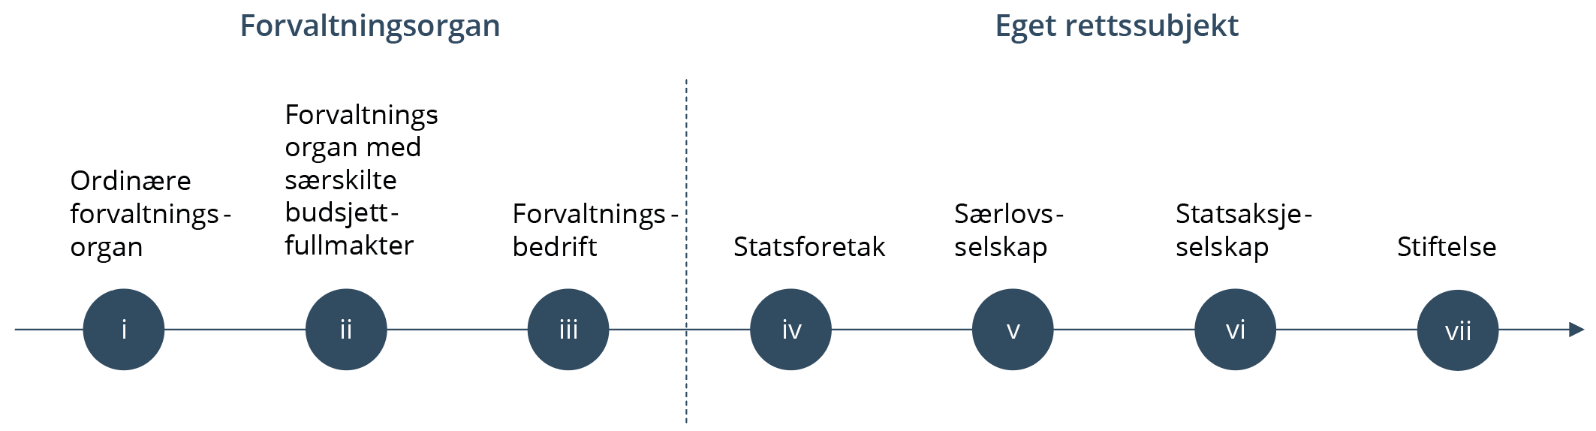 Forvaltningsorgan
Eget rettssubjekt
Ordinære
forvaltnings-
organ
Forvaltnings
organ med
særskilte
budsjett-
fullmakter
Forvaltnings-
bedrift
Statsforetak
Særlovs-
selskap
Statsaksje-
selskap
Stiftelse
i
ii
iii
iv
v
vi
vii